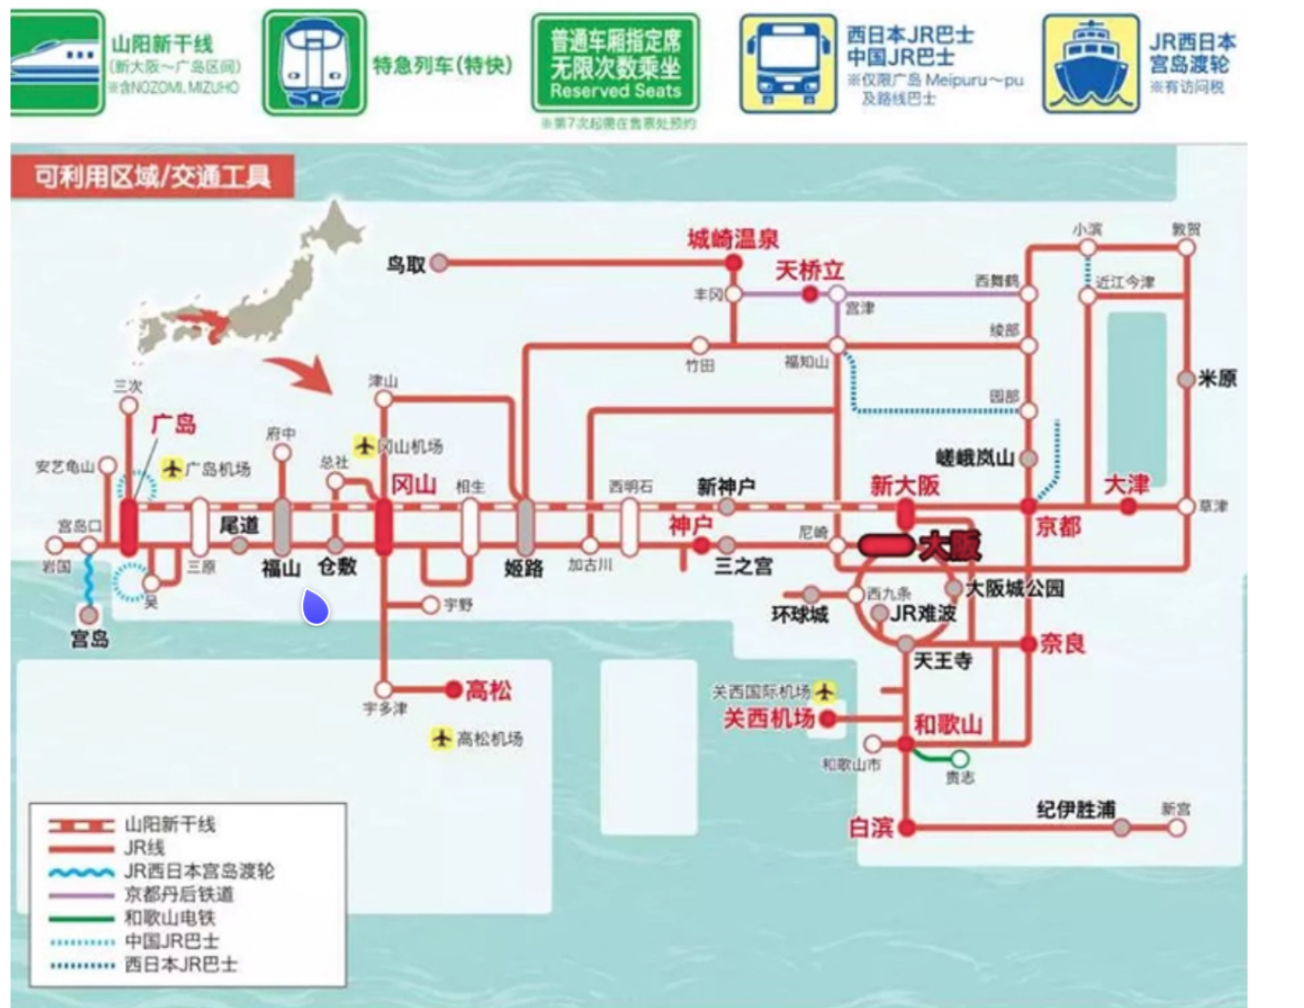 山阳新干线
(新大阪～广岛区间)
※含NOZOMI, MIZUHO
特急列车(特快)
普通车厢指定席
无限次数乘坐
Reserved Seats
※第7次起需在售票处预约
西日本JR巴士
中国JR巴士
※仅限广岛 Meipuru～pu
及路线巴士
JR西日本
宫岛渡轮
※有访问税
可利用区域/交通工具
鸟取
城崎温泉
天桥立
丰冈
宫津
西舞鹤
小滨
敦贺
近江今津
绫部
竹田
福知山
园部
米原
三次
广岛
津山
府中
冈山机场
安艺龟山
广岛机场
总社
嵯峨岚山
冈山
相生
西明石
新神户
新大阪
大津
宫岛口
尾道
神户
尼崎
大阪
京都
草津
岩国
三原
福山
仓敷
姬路
加古川
三之宫
吴
宇野
环球城
西九条
大阪城公园
JR难波
宫岛
天王寺
奈良
宇多津
高松
关西国际机场
关西机场
和歌山
高松机场
和歌山市
贵志
白滨
纪伊胜浦
新宫
山阳新干线
JR线
JR西日本宫岛渡轮
京都丹后铁道
和歌山电铁
中国JR巴士
西日本JR巴士